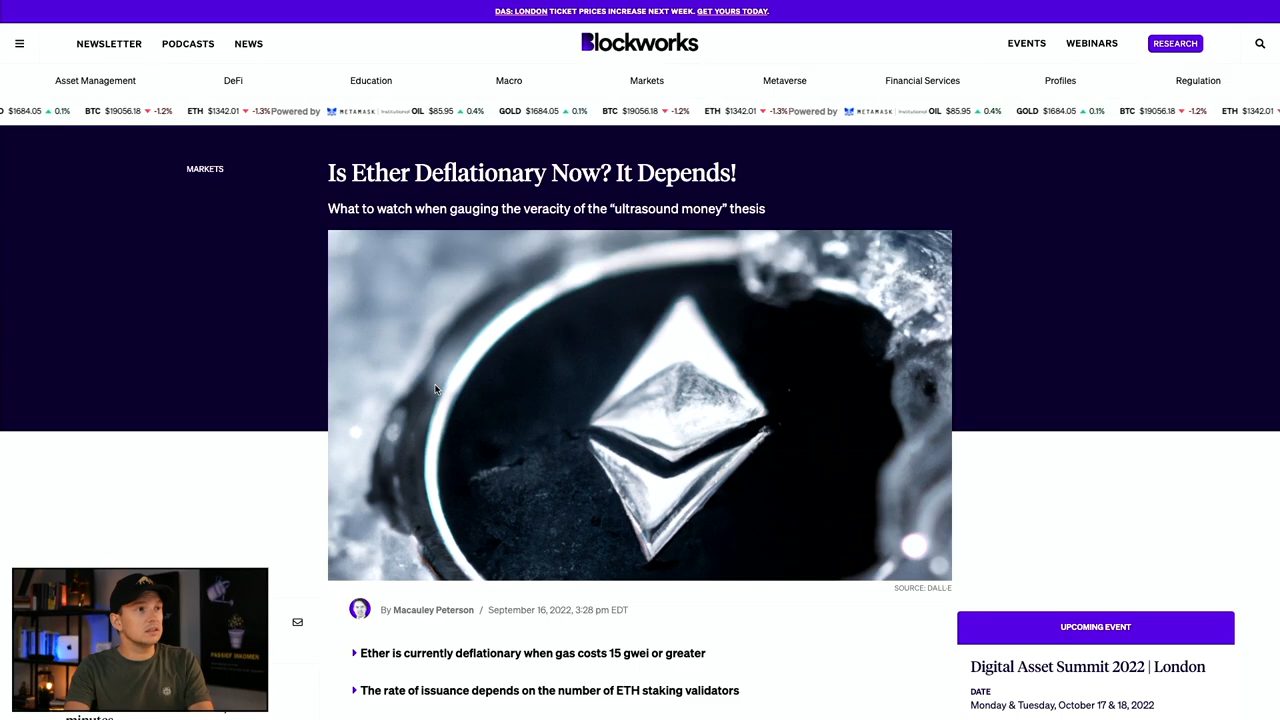 DAS: LONDON TICKET PRICES INCREASE NEXT WEEK. GET YOURS TODAY.
NEWSLETTER PODCASTS NEWS Blockworks EVENTS WEBINARS RESEARCH
Asset Management DeFi Education Macro Markets Metaverse Financial Services Profiles Regulation
D $1684.05 0.1% BTC $19056.18 -1.2% ETH $1342.01 -1.3% Powered by METAMASK Institutional OIL $85.95 0.4% GOLD $1684.05 0.1% BTC $19056.18 -1.2% ETH $1342.01 -1.3% Powered by METAMASK Institutional OIL $85.95 0.4% GOLD $1684.05 0.1% BTC $19056.18 -1.2% ETH $1342.01
MARKETS
Is Ether Deflationary Now? It Depends!
What to watch when gauging the veracity of the “ultrasound money” thesis
SOURCE: DALL·E
By Macauley Peterson / September 16, 2022, 3:28 pm EDT
Ether is currently deflationary when gas costs 15 gwei or greater
The rate of issuance depends on the number of ETH staking validators
UPCOMING EVENT
Digital Asset Summit 2022 | London
DATE
Monday & Tuesday, October 17 & 18, 2022
PASSIEF INKOMEN
minutes